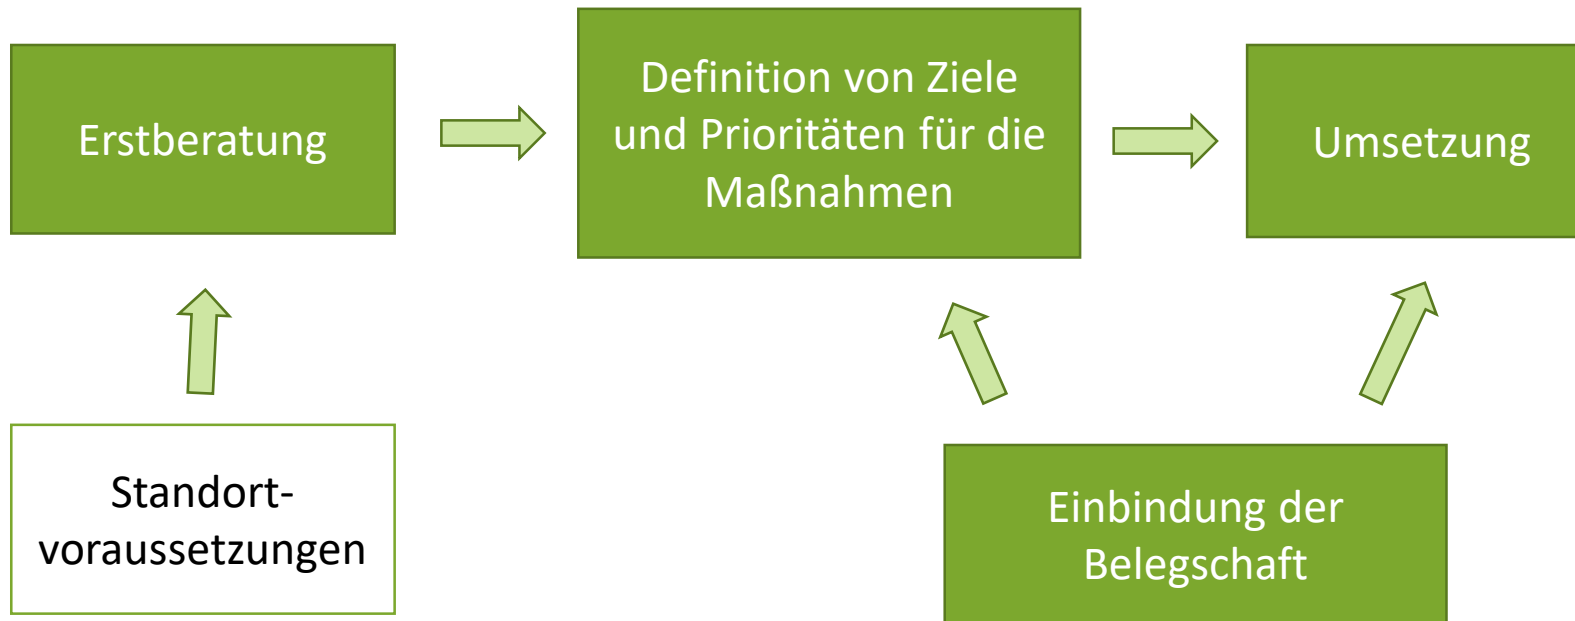 Erstberatung
Definition von Ziele
und Prioritäten für die
Maßnahmen
Umsetzung
Standort-
voraussetzungen
Einbindung der
Belegschaft